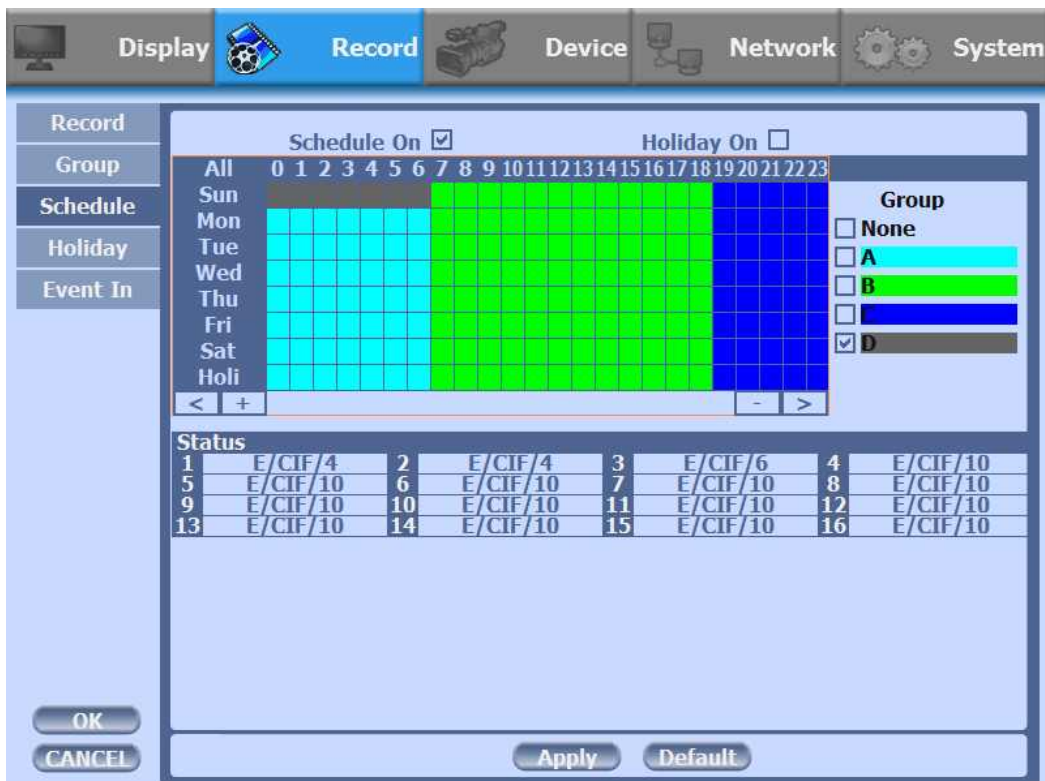 Display Record Device Network System
Record
Group
Schedule
Holiday
Event In
Schedule On Holiday On
All 0 1 2 3 4 5 6 7 8 9 10 11 12 13 14 15 16 17 18 19 20 21 22 23
Sun
Mon
Tue
Wed
Thu
Fri
Sat
Holi
< + - >
Group
None
A
B
C
D
Status
1 E/CIF/4 2 E/CIF/4 3 E/CIF/6 4 E/CIF/10
5 E/CIF/10 6 E/CIF/10 7 E/CIF/10 8 E/CIF/10
9 E/CIF/10 10 E/CIF/10 11 E/CIF/10 12 E/CIF/10
13 E/CIF/10 14 E/CIF/10 15 E/CIF/10 16 E/CIF/10
OK
CANCEL
Apply Default